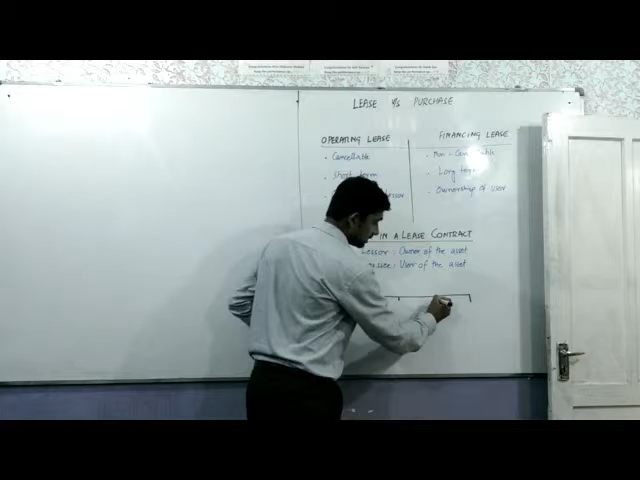 LEASE v/s PURCHASE
OPERATING LEASE
. Cancellable
. Short term
FINANCING LEASE
. Non - Cancellable
. Long term
. Ownership of user
IN A LEASE CONTRACT
Lessor : Owner of the asset
: User of the asset